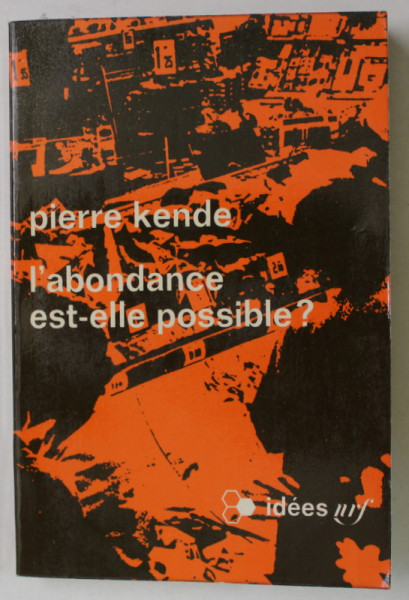 pierre kende
l'abondance
est-elle possible?
idées nrf